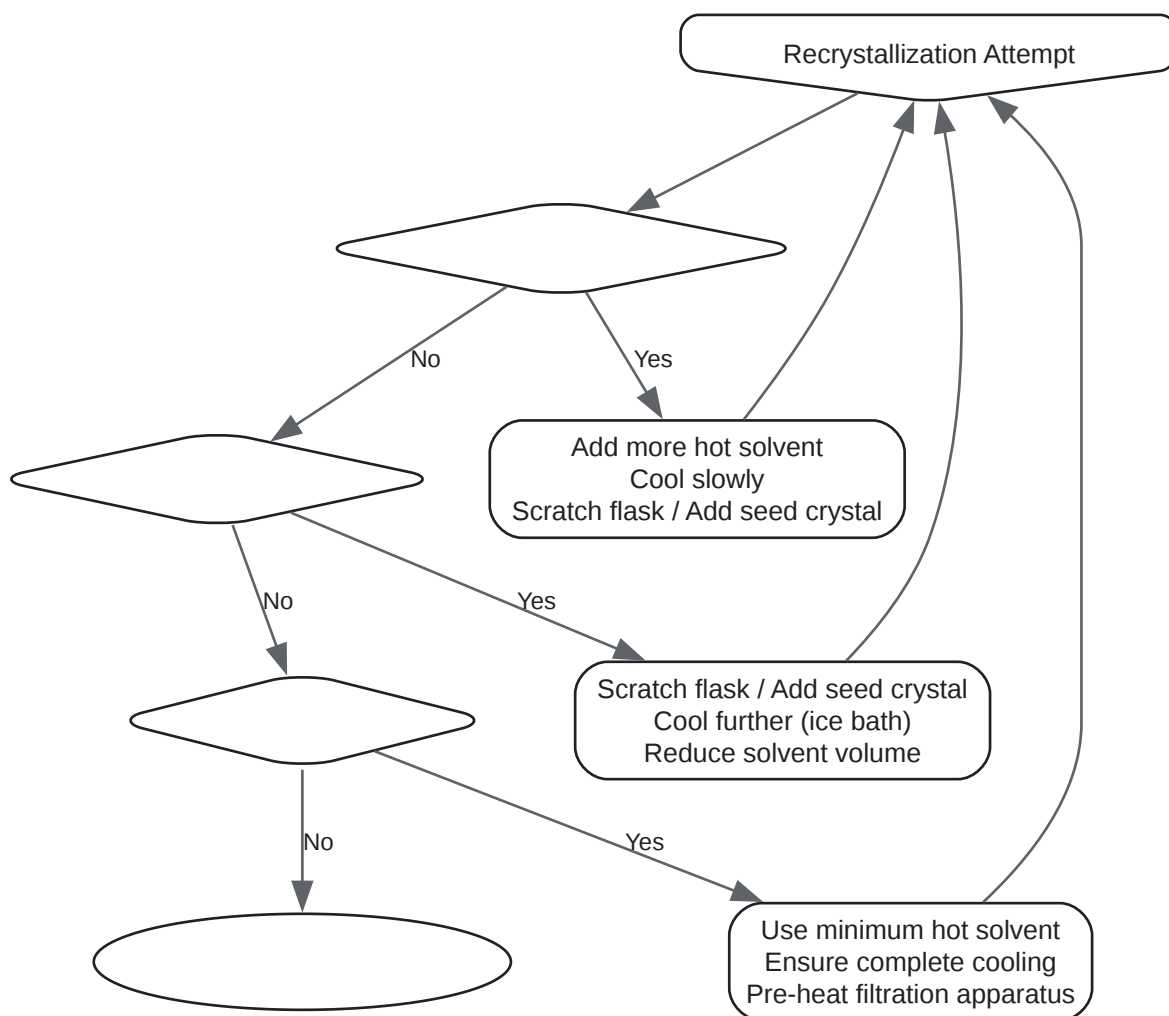 Recrystallization Attempt
No
Yes
Add more hot solvent
Cool slowly
Scratch flask / Add seed crystal
No
Yes
Scratch flask / Add seed crystal
Cool further (ice bath)
Reduce solvent volume
No
Yes
Use minimum hot solvent
Ensure complete cooling
Pre-heat filtration apparatus